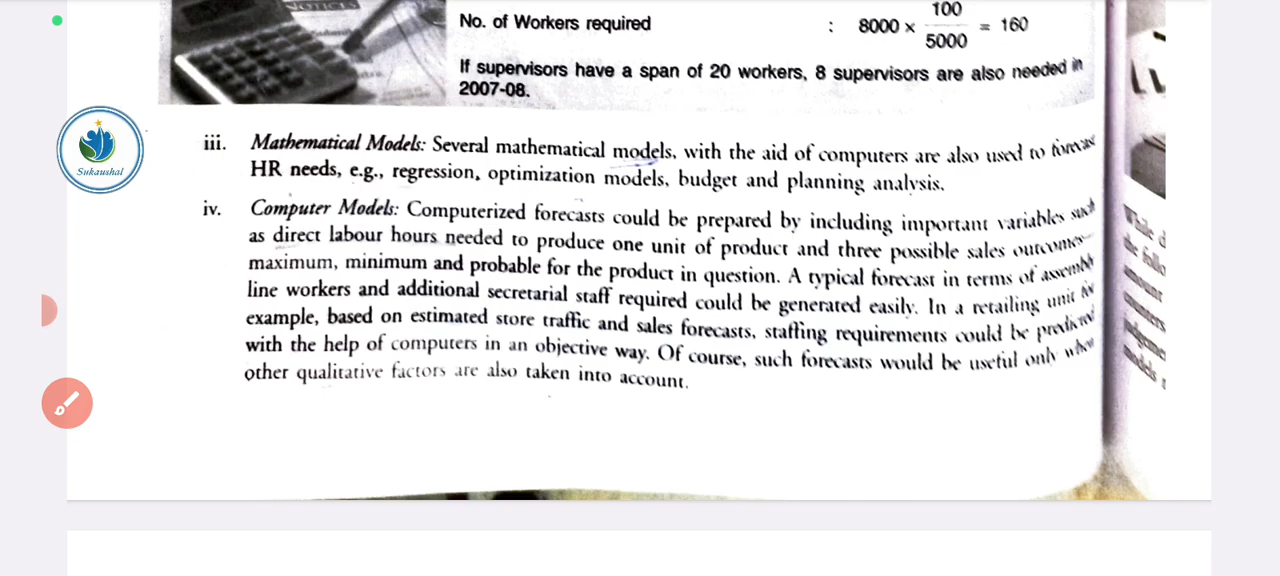 NOTICES
No. of Workers required : 8000 × 100/5000 = 160
If supervisors have a span of 20 workers, 8 supervisors are also needed in
2007-08.
Sukaushal
iii. Mathematical Models: Several mathematical models, with the aid of computers are also used to forecast
HR needs, e.g., regression, optimization models, budget and planning analysis.
iv. Computer Models: Computerized forecasts could be prepared by including important variables such
as direct labour hours needed to produce one unit of product and three possible sales outcomes
maximum, minimum and probable for the product in question. A typical forecast in terms of assembly
line workers and additional secretarial staff required could be generated easily. In a retailing unit for
example, based on estimated store traffic and sales forecasts, staffing requirements could be predicted
with the help of computers in an objective way. Of course, such forecasts would be useful only when
other qualitative factors are also taken into account.
While d
the follo